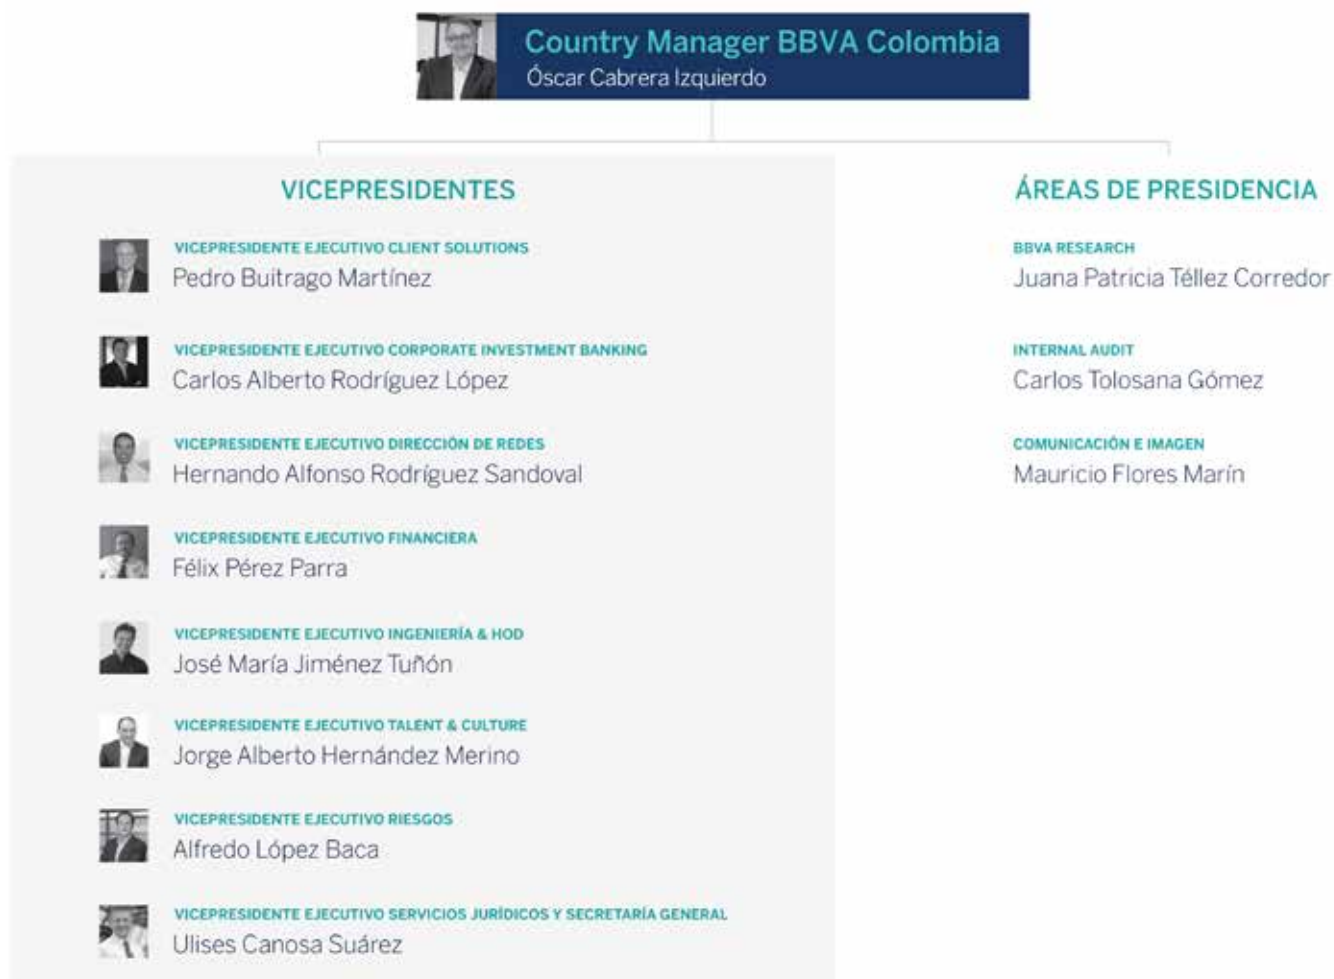 Country Manager BBVA Colombia
Óscar Cabrera Izquierdo
VICEPRESIDENTES
VICEPRESIDENTE EJECUTIVO CLIENT SOLUTIONS
Pedro Buitrago Martínez
VICEPRESIDENTE EJECUTIVO CORPORATE INVESTMENT BANKING
Carlos Alberto Rodríguez López
VICEPRESIDENTE EJECUTIVO DIRECCIÓN DE REDES
Hernando Alfonso Rodríguez Sandoval
VICEPRESIDENTE EJECUTIVO FINANCIERA
Félix Pérez Parra
VICEPRESIDENTE EJECUTIVO INGENIERÍA & HOD
José María Jiménez Tuñón
VICEPRESIDENTE EJECUTIVO TALENT & CULTURE
Jorge Alberto Hernández Merino
VICEPRESIDENTE EJECUTIVO RIESGOS
Alfredo López Baca
VICEPRESIDENTE EJECUTIVO SERVICIOS JURÍDICOS Y SECRETARÍA GENERAL
Ulises Canosa Suárez
ÁREAS DE PRESIDENCIA
BBVA RESEARCH
Juana Patricia Téllez Corredor
INTERNAL AUDIT
Carlos Tolosana Gómez
COMUNICACIÓN E IMAGEN
Mauricio Flores Marín